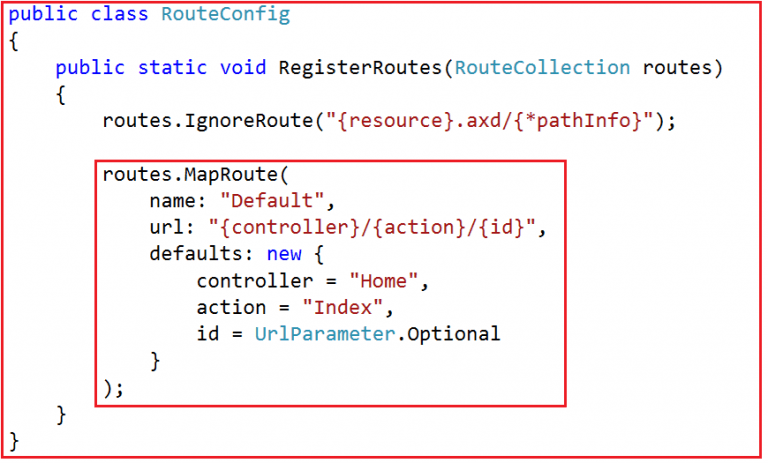 public class RouteConfig
{
    public static void RegisterRoutes(RouteCollection routes)
    {
        routes.IgnoreRoute("{resource}.axd/{*pathInfo}");
        routes.MapRoute(
            name: "Default",
            url: "{controller}/{action}/{id}",
            defaults: new {
                controller = "Home",
                action = "Index",
                id = UrlParameter.Optional
            }
        );
    }
}